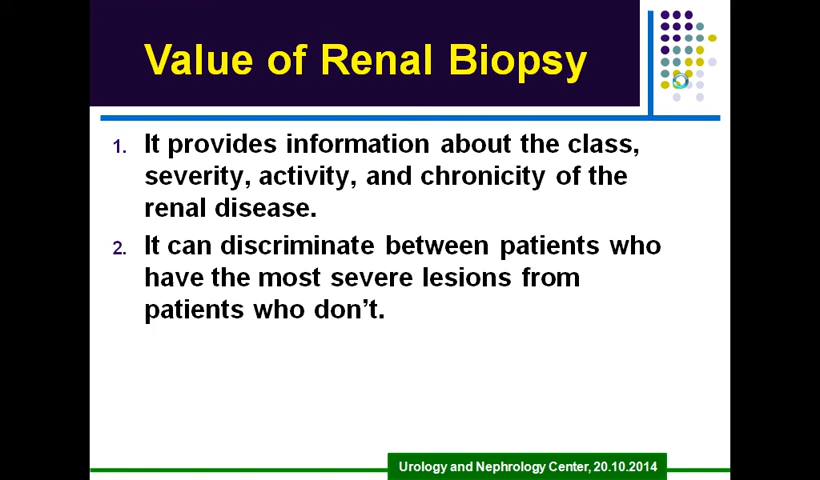 Value of Renal Biopsy
1. It provides information about the class,
severity, activity, and chronicity of the
renal disease.
2. It can discriminate between patients who
have the most severe lesions from
patients who don’t.
Urology and Nephrology Center, 20.10.2014